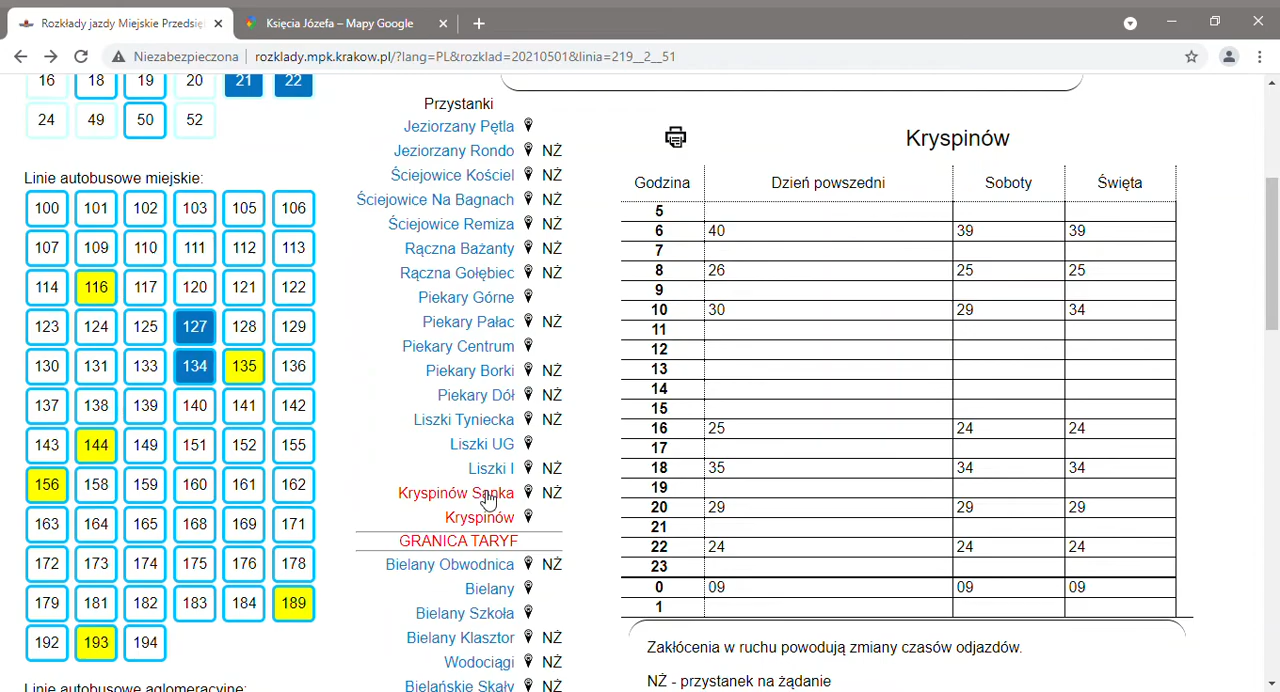 Rozkłady jazdy Miejskie Przedsię
Księcia Józefa – Mapy Google
Niezabezpieczona
rozklady.mpk.krakow.pl/?lang=PL&rozklad=20210501&linia=219__2__51
16 18 19 20 21 22
24 49 50 52
Linie autobusowe miejskie:
100 101 102 103 105 106
107 109 110 111 112 113
114 116 117 120 121 122
123 124 125 127 128 129
130 131 133 134 135 136
137 138 139 140 141 142
143 144 149 151 152 155
156 158 159 160 161 162
163 164 165 168 169 171
172 173 174 175 176 178
179 181 182 183 184 189
192 193 194
Linie autobusowe aglomeracyjne:
Przystanki
Jeziorzany Pętla
Jeziorzany Rondo NŻ
Ściejowice Kościel NŻ
Ściejowice Na Bagnach NŻ
Ściejowice Remiza NŻ
Rączna Bażanty NŻ
Rączna Gołębiec NŻ
Piekary Górne
Piekary Pałac NŻ
Piekary Centrum
Piekary Borki NŻ
Piekary Dół NŻ
Liszki Tyniecka NŻ
Liszki UG
Liszki I NŻ
Kryspinów Sanka NŻ
Kryspinów
GRANICA TARYF
Bielany Obwodnica NŻ
Bielany
Bielany Szkoła
Bielany Klasztor NŻ
Wodociągi NŻ
Bielańskie Skały NŻ
Kryspinów
Godzina Dzień powszedni Soboty Święta
5
6 40 39 39
7
8 26 25 25
9
10 30 29 34
11
12
13
14
15
16 25 24 24
17
18 35 34 34
19
20 29 29 29
21
22 24 24 24
23
0 09 09 09
1
Zakłócenia w ruchu powodują zmiany czasów odjazdów.
NŻ - przystanek na żądanie